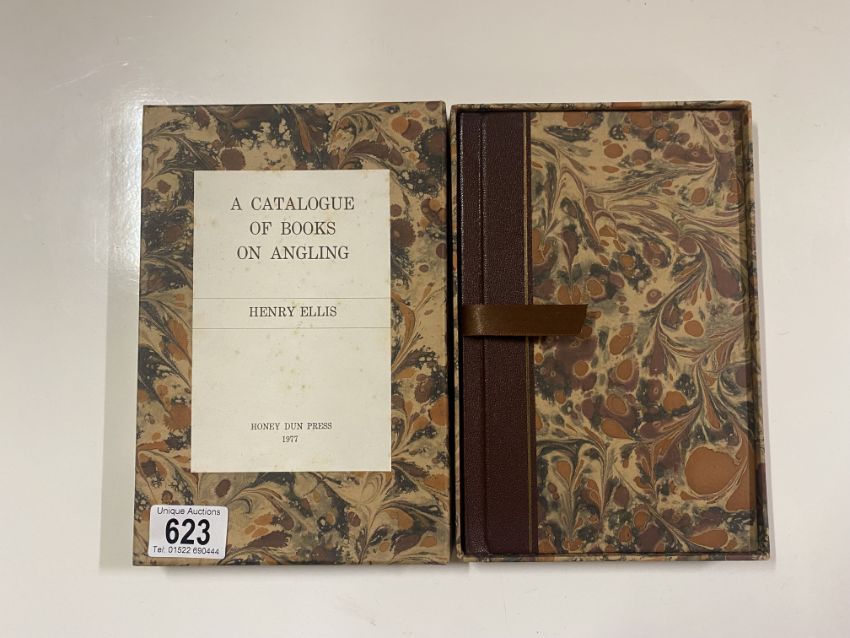 A CATALOGUE
OF BOOKS
ON ANGLING
HENRY ELLIS
HONEY DUN PRESS
1977
Unique Auctions
623
Tel: 01522 690444